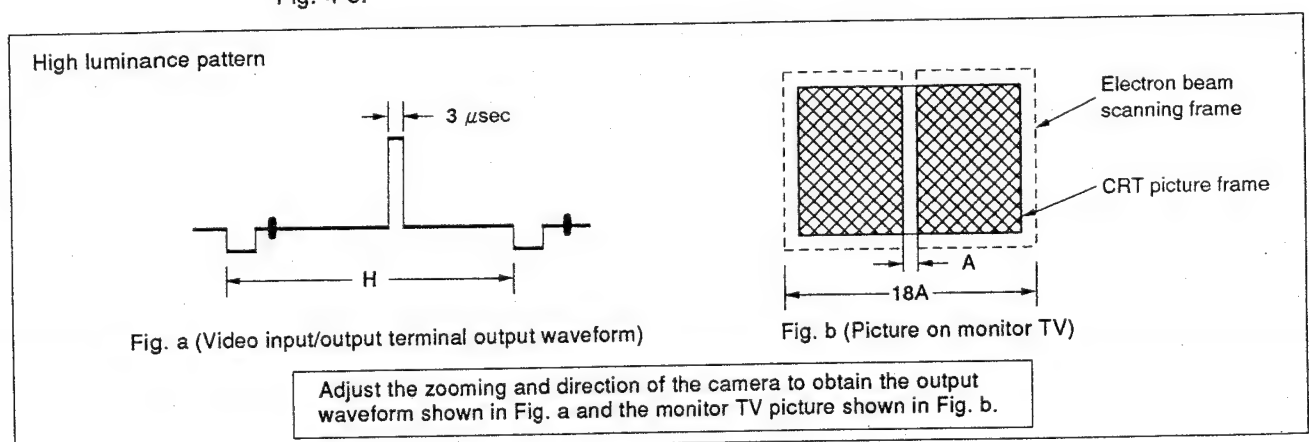 High luminance pattern
3 μsec
H
Fig. a (Video input/output terminal output waveform)
Electron beam
scanning frame
CRT picture frame
A
18A
Fig. b (Picture on monitor TV)
Adjust the zooming and direction of the camera to obtain the output
waveform shown in Fig. a and the monitor TV picture shown in Fig. b.